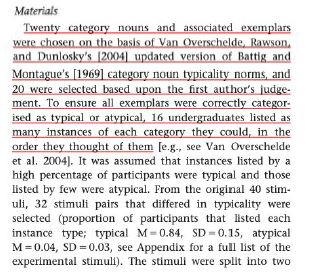 Materials
Twenty category nouns and associated exemplars
were chosen on the basis of Van Overschelde, Rawson,
and Dunlosky's [2004] updated version of Battig and
Montague's [1969] category noun typicality norms, and
20 were selected based upon the first author's judge-
ment. To ensure all exemplars were correctly categor-
ised as typical or atypical, 16 undergraduates listed as
many instances of each category they could, in the
order they thought of them [e.g., see Van Overschelde
et al. 2004]. It was assumed that instances listed by a
high percentage of participants were typical and those
listed by few were atypical. From the original 40 stim-
uli, 32 stimuli pairs that differed in typicality were
selected (proportion of participants that listed each
instance type; typical M = 0.84, SD = 0.15, atypical
M = 0.04, SD = 0.03, see Appendix for a full list of the
experimental stimuli). The stimuli were split into two